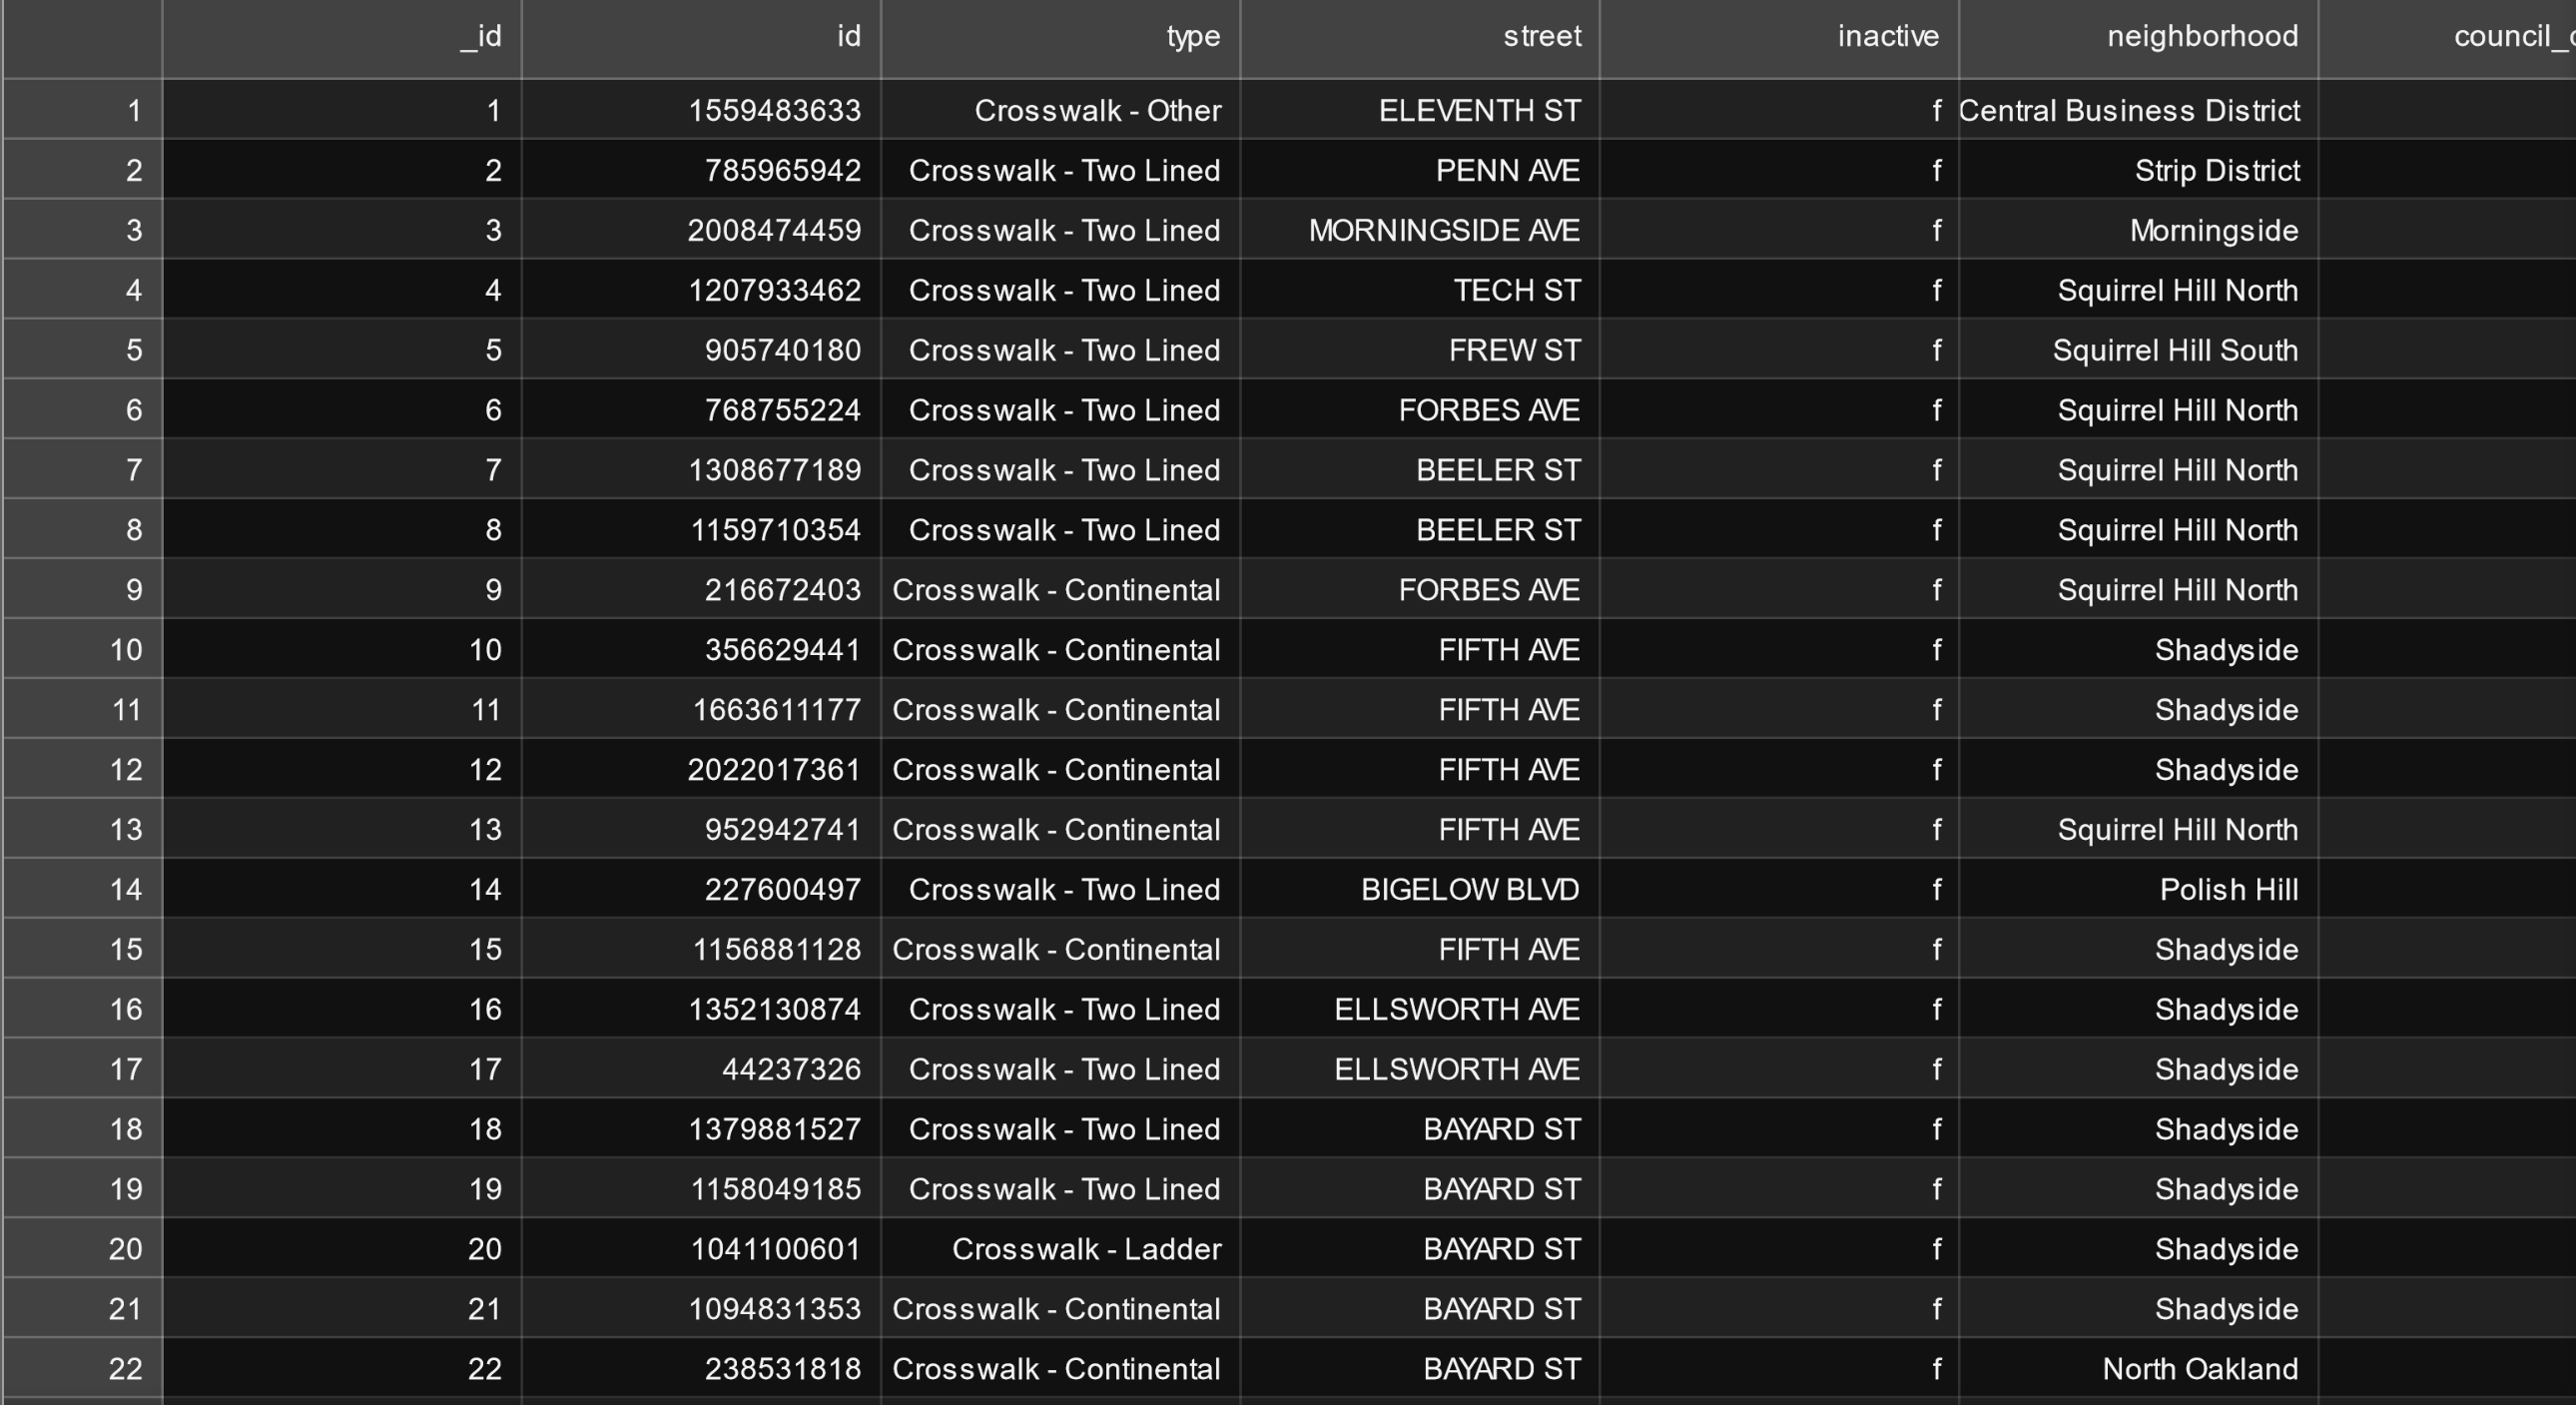 _id id type street inactive neighborhood council_
1 1 1559483633 Crosswalk - Other ELEVENTH ST f Central Business District
2 2 785965942 Crosswalk - Two Lined PENN AVE f Strip District
3 3 2008474459 Crosswalk - Two Lined MORNINGSIDE AVE f Morningside
4 4 1207933462 Crosswalk - Two Lined TECH ST f Squirrel Hill North
5 5 905740180 Crosswalk - Two Lined FREW ST f Squirrel Hill South
6 6 768755224 Crosswalk - Two Lined FORBES AVE f Squirrel Hill North
7 7 1308677189 Crosswalk - Two Lined BEELER ST f Squirrel Hill North
8 8 1159710354 Crosswalk - Two Lined BEELER ST f Squirrel Hill North
9 9 216672403 Crosswalk - Continental FORBES AVE f Squirrel Hill North
10 10 356629441 Crosswalk - Continental FIFTH AVE f Shadyside
11 11 1663611177 Crosswalk - Continental FIFTH AVE f Shadyside
12 12 2022017361 Crosswalk - Continental FIFTH AVE f Shadyside
13 13 952942741 Crosswalk - Continental FIFTH AVE f Squirrel Hill North
14 14 227600497 Crosswalk - Two Lined BIGELOW BLVD f Polish Hill
15 15 1156881128 Crosswalk - Continental FIFTH AVE f Shadyside
16 16 1352130874 Crosswalk - Two Lined ELLSWORTH AVE f Shadyside
17 17 44237326 Crosswalk - Two Lined ELLSWORTH AVE f Shadyside
18 18 1379881527 Crosswalk - Two Lined BAYARD ST f Shadyside
19 19 1158049185 Crosswalk - Two Lined BAYARD ST f Shadyside
20 20 1041100601 Crosswalk - Ladder BAYARD ST f Shadyside
21 21 1094831353 Crosswalk - Continental BAYARD ST f Shadyside
22 22 238531818 Crosswalk - Continental BAYARD ST f North Oakland